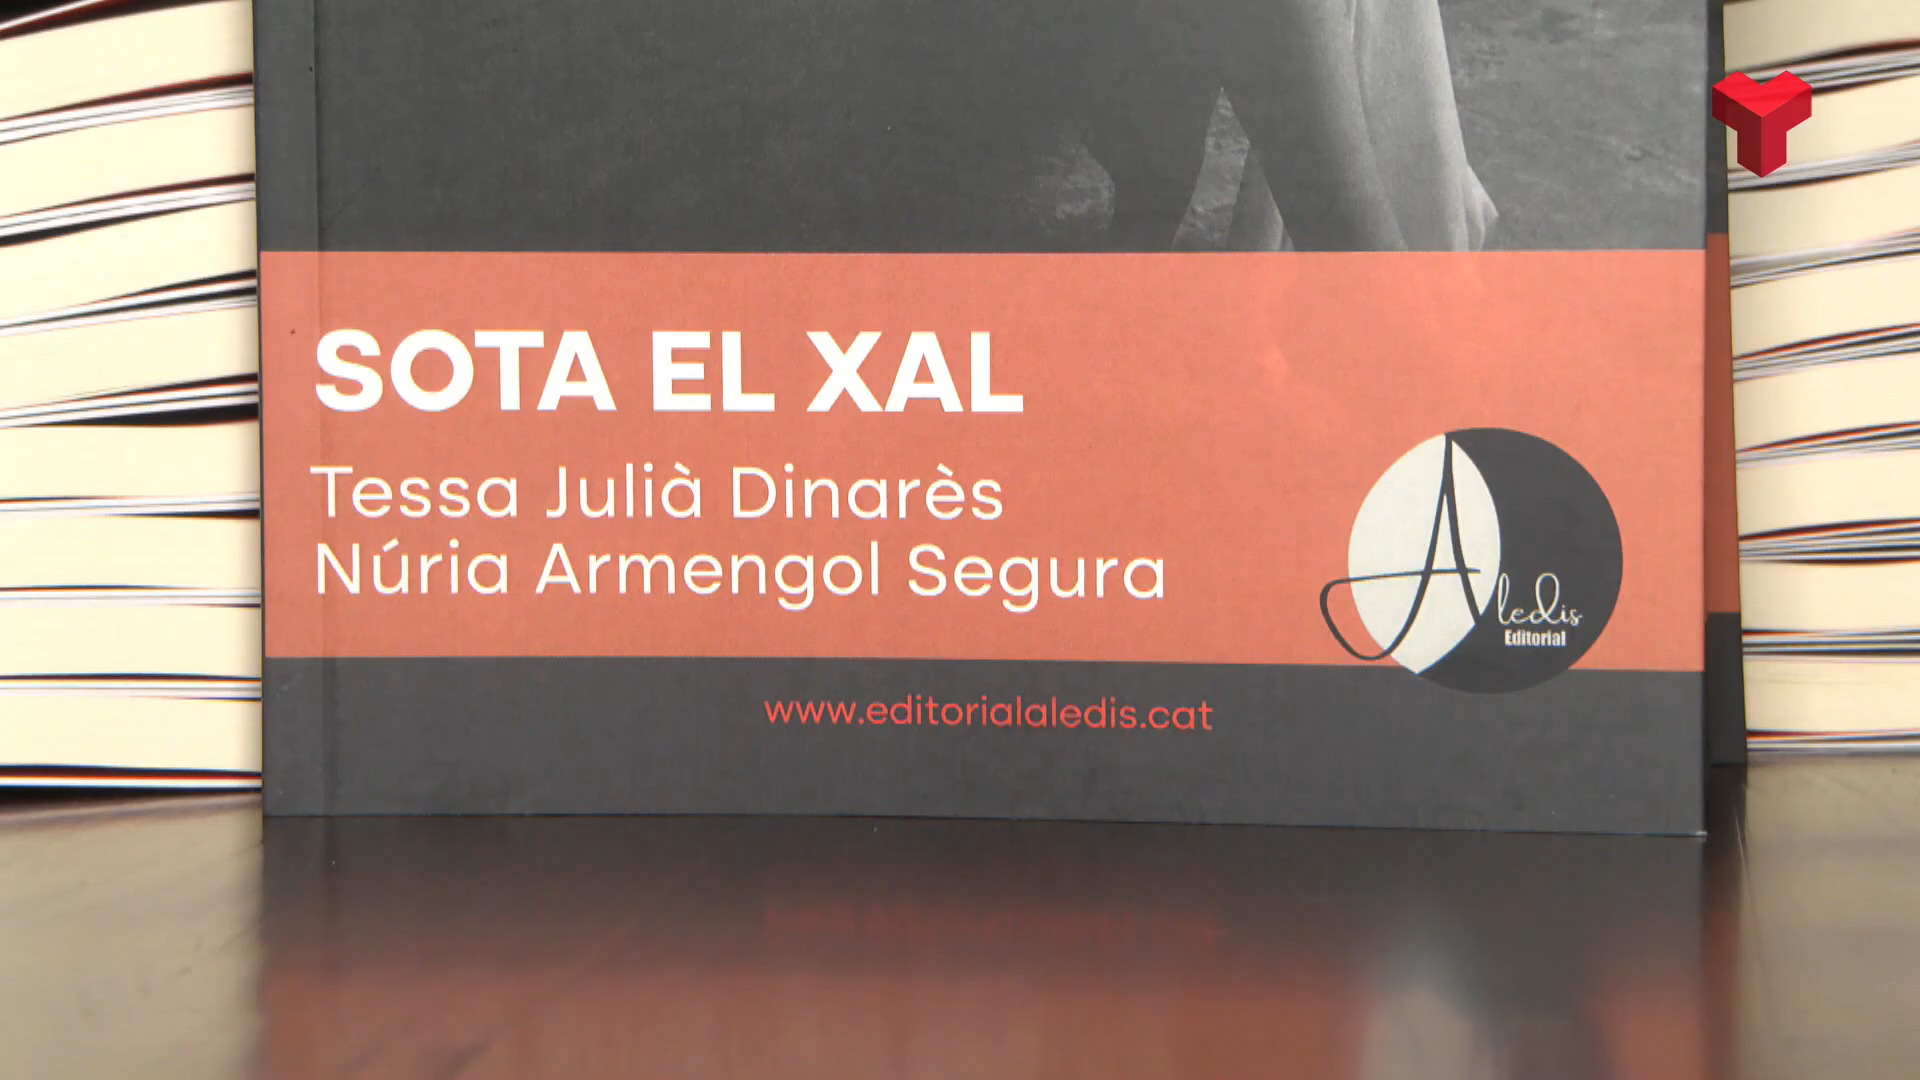 SOTA EL XAL
Tessa Julià Dinarès
Núria Armengol Segura
Aledis
Editorial
www.editorialaledis.cat